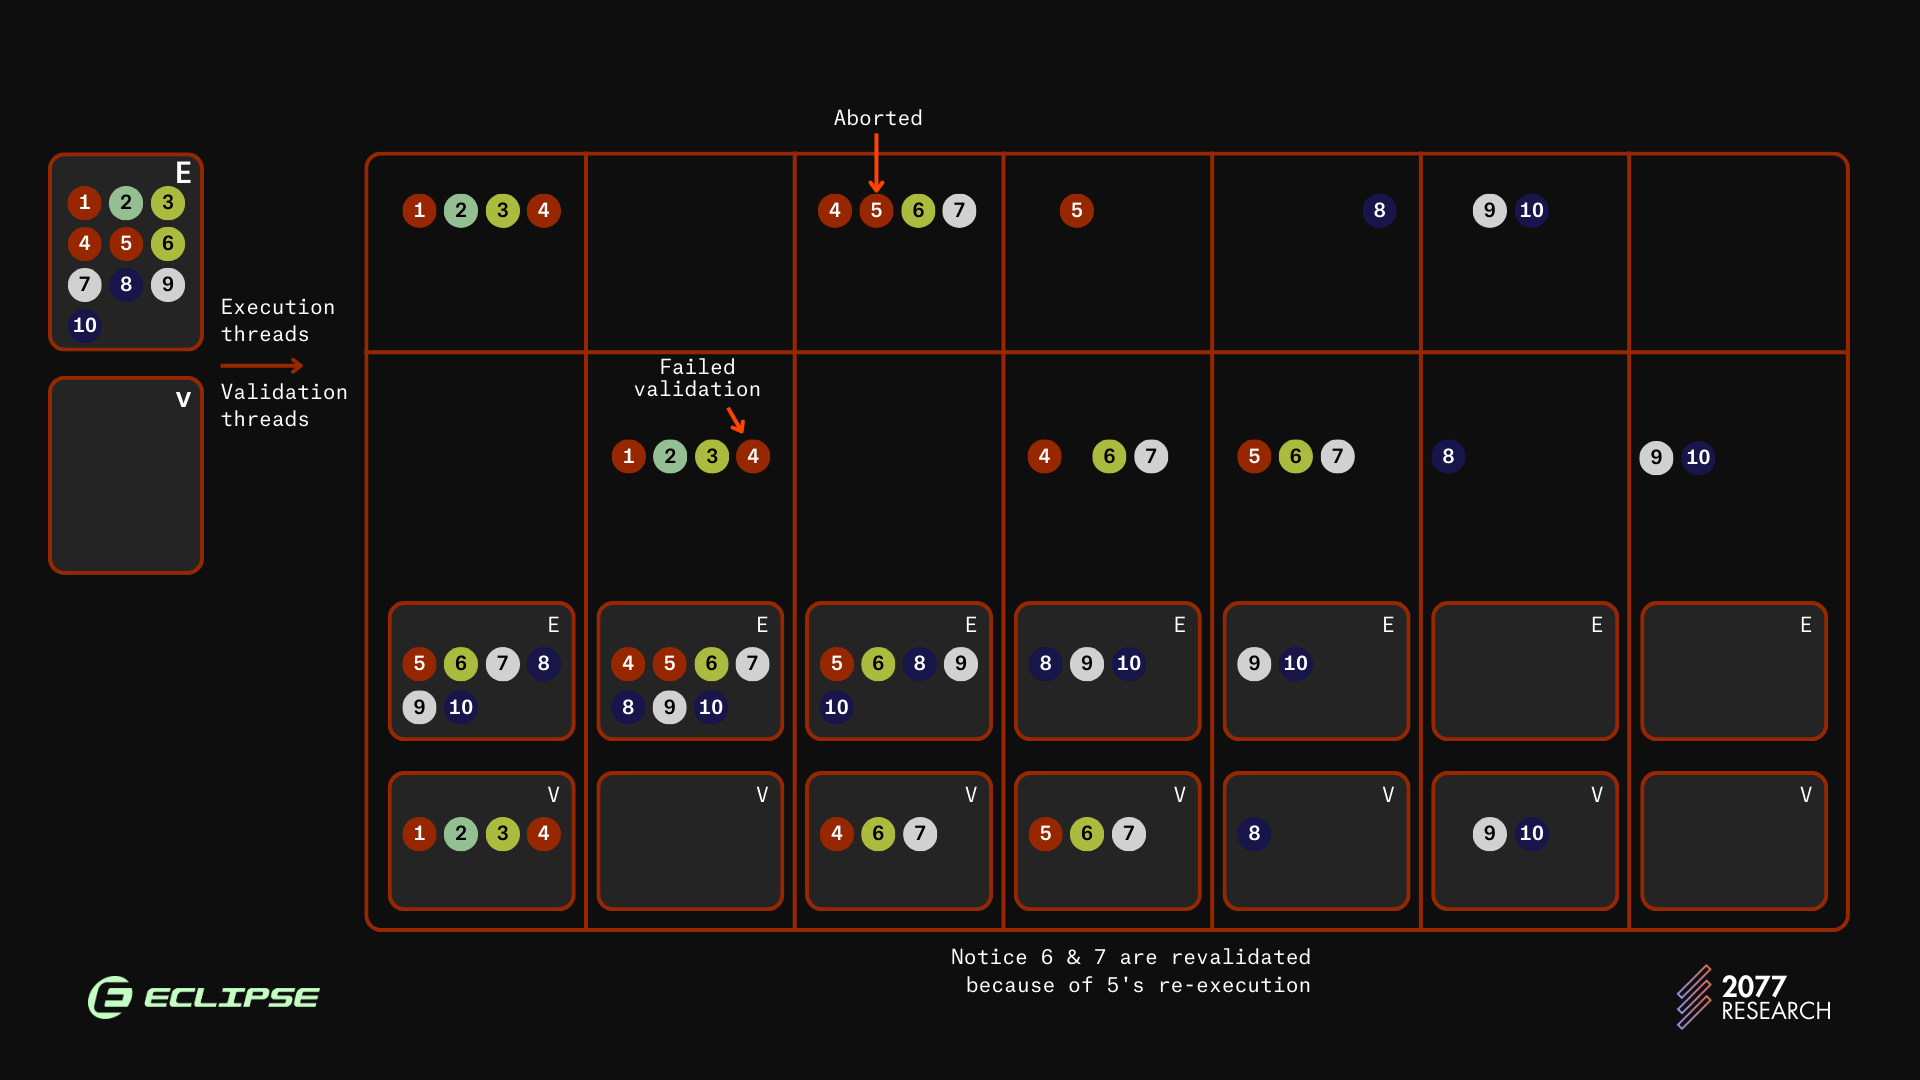 Aborted
E
1 2 3
4 5 6
7 8 9
10
V
Execution
threads
Validation
threads
1 2 3 4
4 5 6 7
5
8
9 10
Failed
validation
1 2 3 4
4 6 7
5 6 7
8
9 10
E
5 6 7 8
9 10
E
4 5 6 7
8 9 10
E
5 6 8 9
10
E
8 9 10
E
9 10
E
E
V
1 2 3 4
V
V
4 6 7
V
5 6 7
V
8
V
9 10
V
Notice 6 & 7 are revalidated
because of 5's re-execution
ECLIPSE
2077
RESEARCH